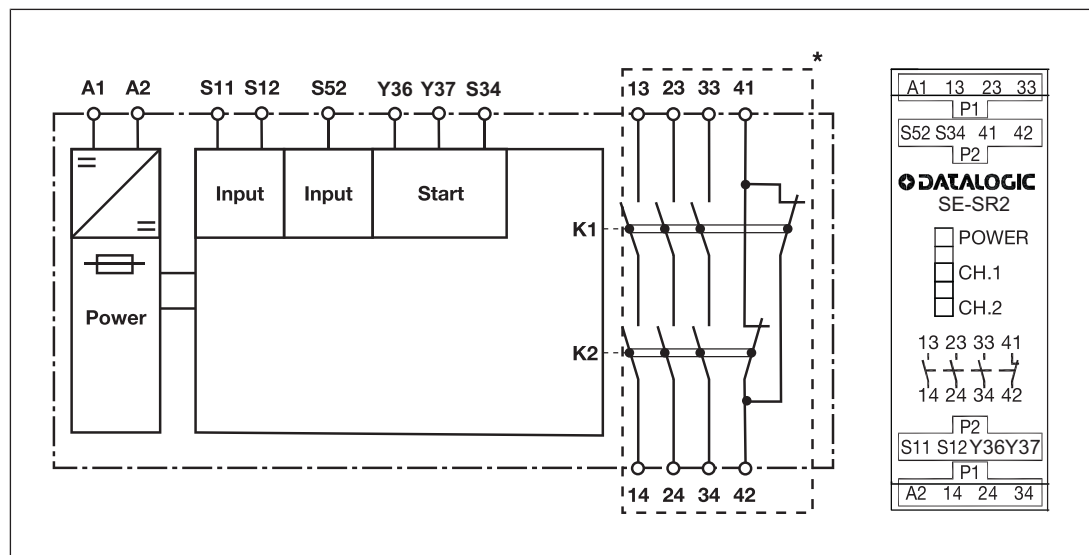 *
A1 A2 S11 S12 S52 Y36 Y37 S34 13 23 33 41
Input Input Start
K1
Power
K2
14 24 34 42
A1 13 23 33
P1
S52 S34 41 42
P2
DATALOGIC
SE-SR2
POWER
CH.1
CH.2
13 23 33 41
14 24 34 42
P2
S11 S12 Y36 Y37
P1
A2 14 24 34